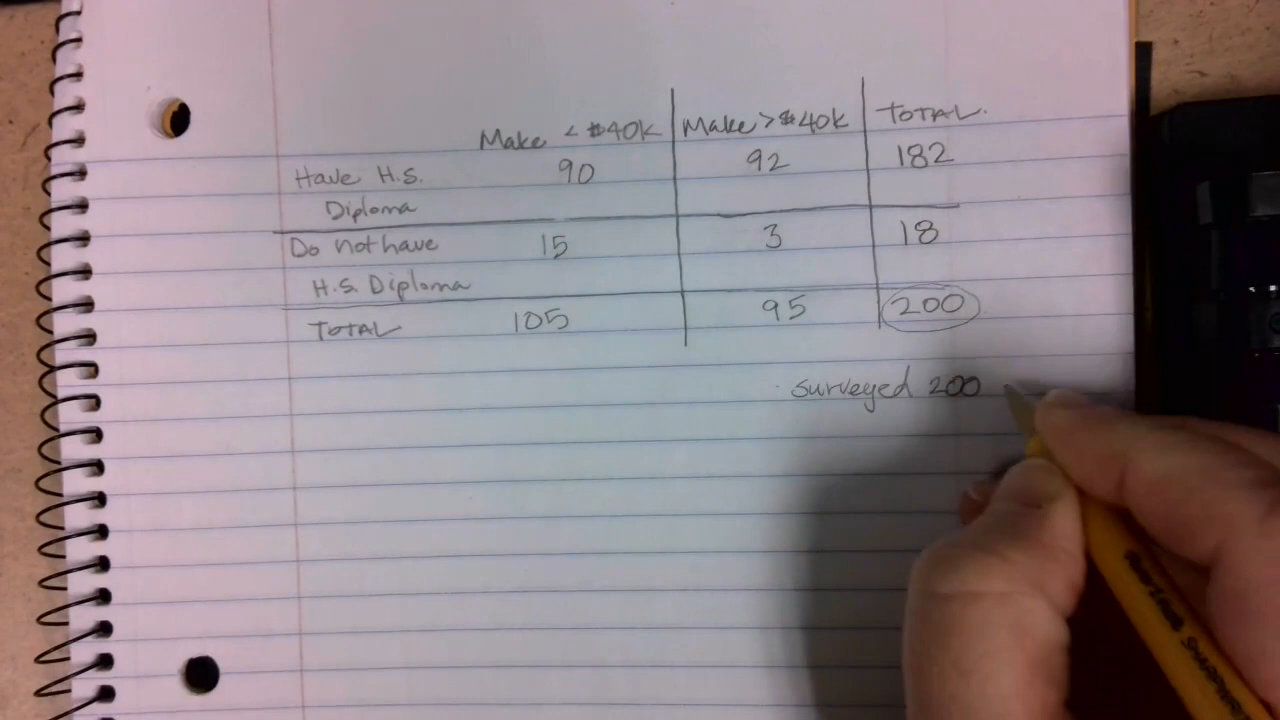 Make < $40K Make > $40K TOTAL.
Have H.S. 90 92 182
Diploma
Do not have 15 3 18
H.S. Diploma
TOTAL 105 95 200
surveyed 200